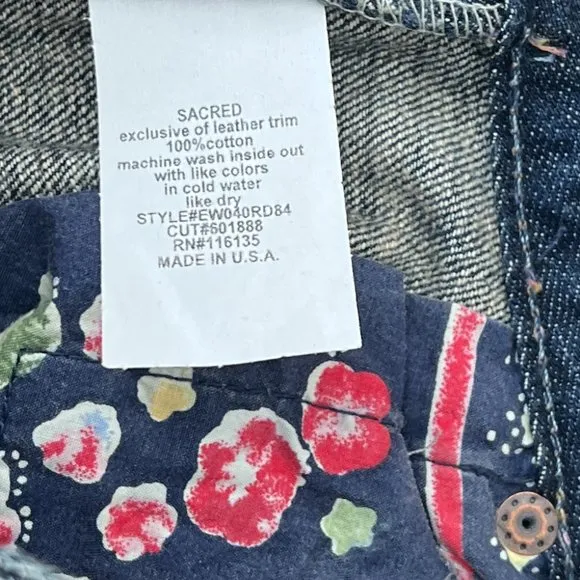 SACRED
exclusive of leather trim
100%cotton
machine wash inside out
with like colors
in cold water
like dry
STYLE#EW040RD84
CUT#601888
RN#116135
MADE IN U.S.A.